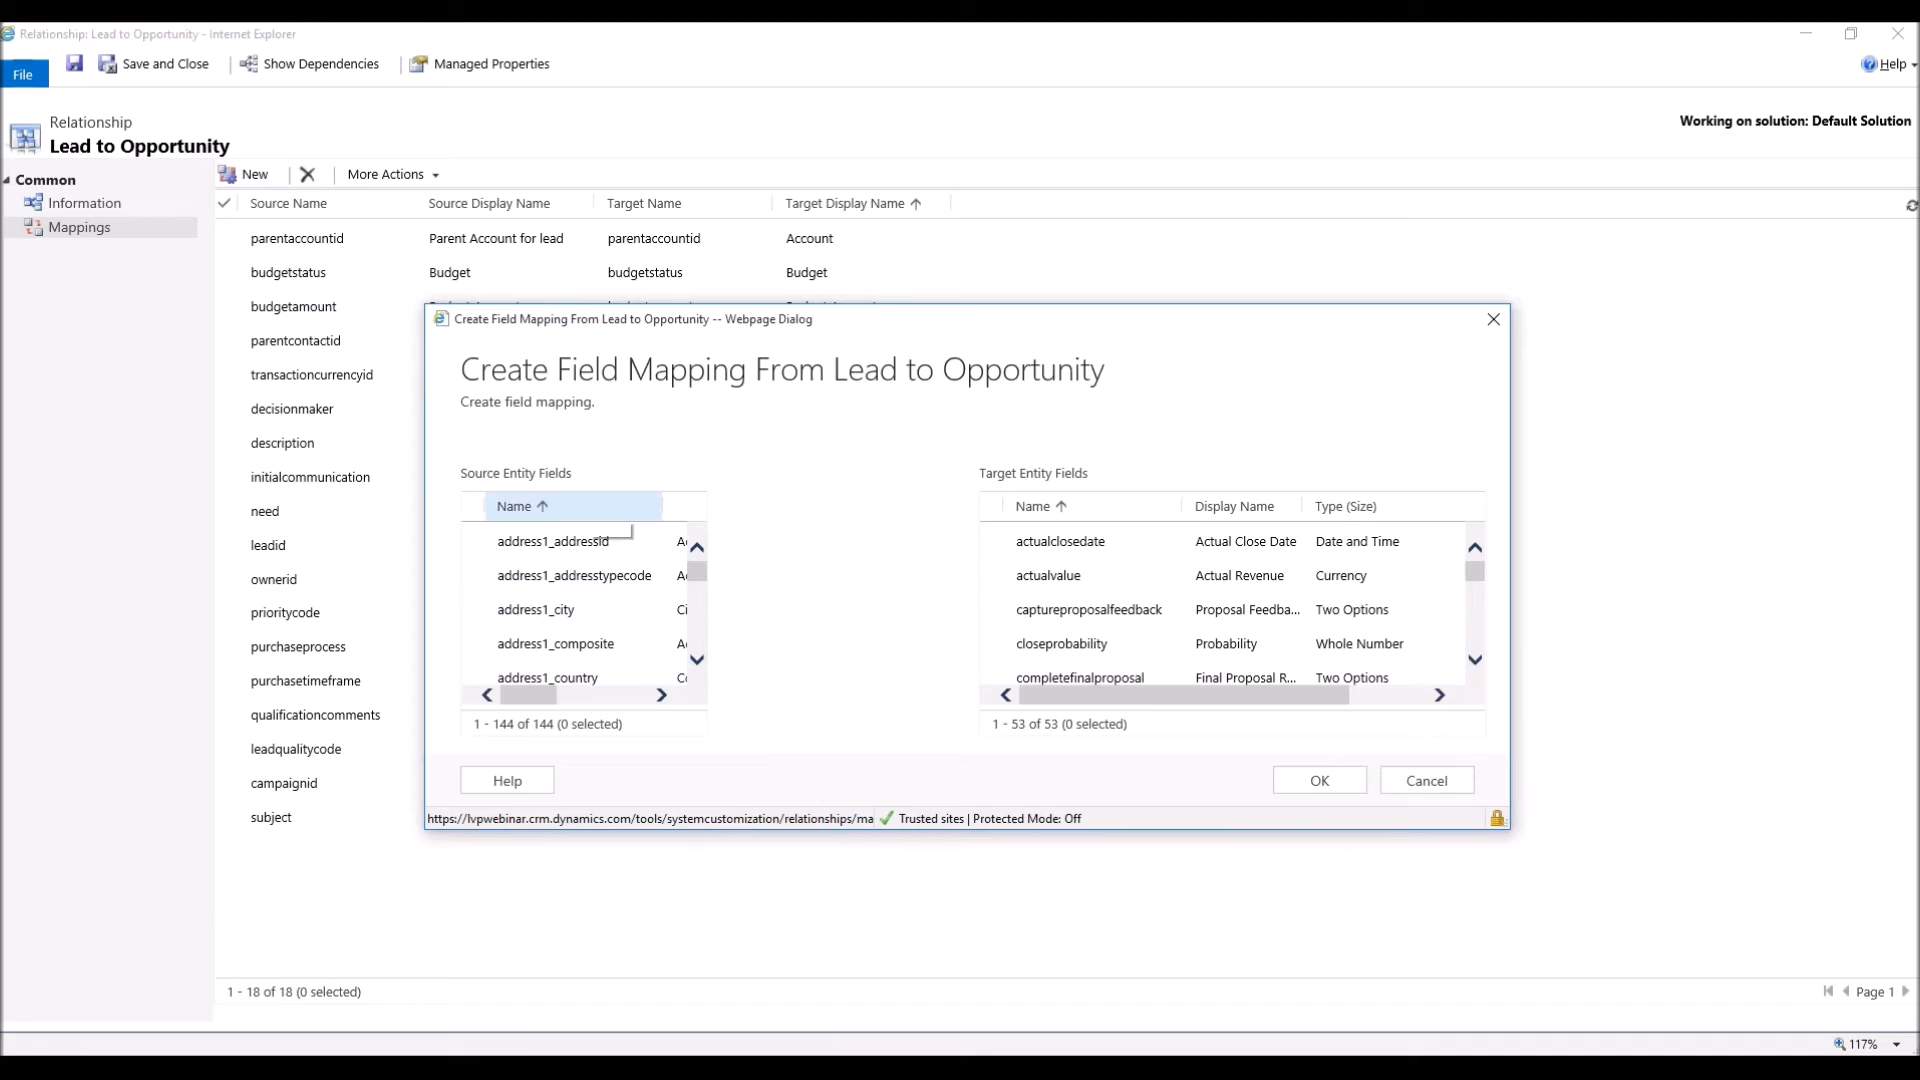 Relationship: Lead to Opportunity - Internet Explorer
File
Save and Close
Show Dependencies
Managed Properties
Help
Relationship
Lead to Opportunity
Working on solution: Default Solution
Common
Information
Mappings
New
More Actions
Source Name Source Display Name Target Name Target Display Name
parentaccountid Parent Account for lead parentaccountid Account
budgetstatus Budget budgetstatus Budget
budgetamount
parentcontactid
transactioncurrencyid
decisionmaker
description
initialcommunication
need
leadid
ownerid
prioritycode
purchaseprocess
purchasetimeframe
qualificationcomments
leadqualitycode
campaignid
subject
Create Field Mapping From Lead to Opportunity -- Webpage Dialog
Create Field Mapping From Lead to Opportunity
Create field mapping.
Source Entity Fields
Name
address1_addressid
address1_addresstypecode
address1_city Ci
address1_composite
address1_country
1 - 144 of 144 (0 selected)
Target Entity Fields
Name Display Name Type (Size)
actualclosedate Actual Close Date Date and Time
actualvalue Actual Revenue Currency
captureproposalfeedback Proposal Feedba... Two Options
closeprobability Probability Whole Number
completefinalproposal Final Proposal R... Two Options
1 - 53 of 53 (0 selected)
Help
OK
Cancel
https://lvpwebinar.crm.dynamics.com/tools/systemcustomization/relationships/ma
Trusted sites | Protected Mode: Off
1 - 18 of 18 (0 selected)
Page 1
117%